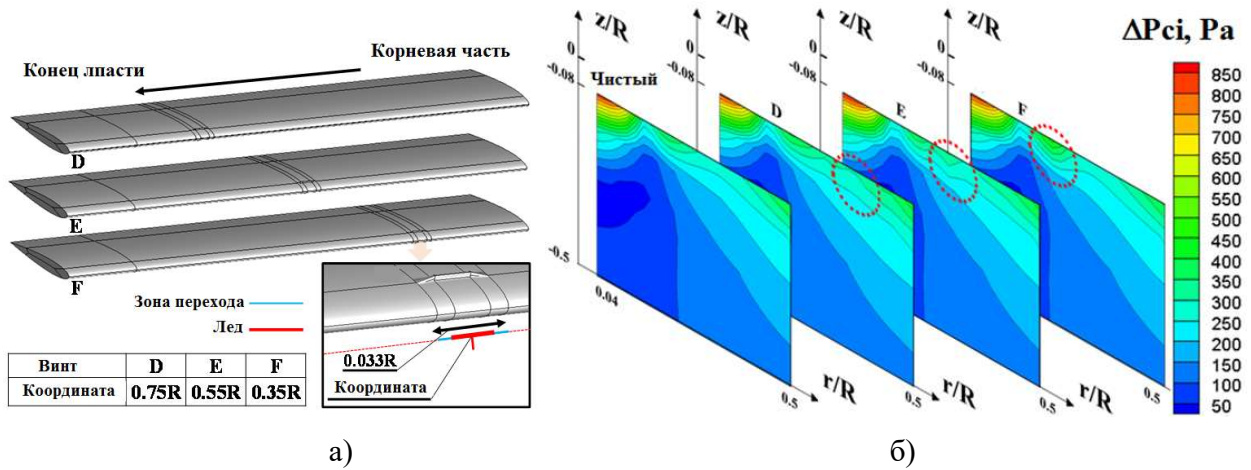 а)
Корневая часть
Конец лпасти
D
E
F
Зона перехода
Лед
0.033R
Координата
Винт D E F
Координата 0.75R 0.55R 0.35R
б)
z/R z/R z/R z/R
ΔPci, Pa
0 0 0 0
-0.08 -0.08 -0.08 -0.08
Чистый D E F
-0.5
0.04
0.5 0.5 0.5 0.5
r/R r/R r/R r/R
850
800
750
700
650
600
550
500
450
400
350
300
250
200
150
100
50
а) б)